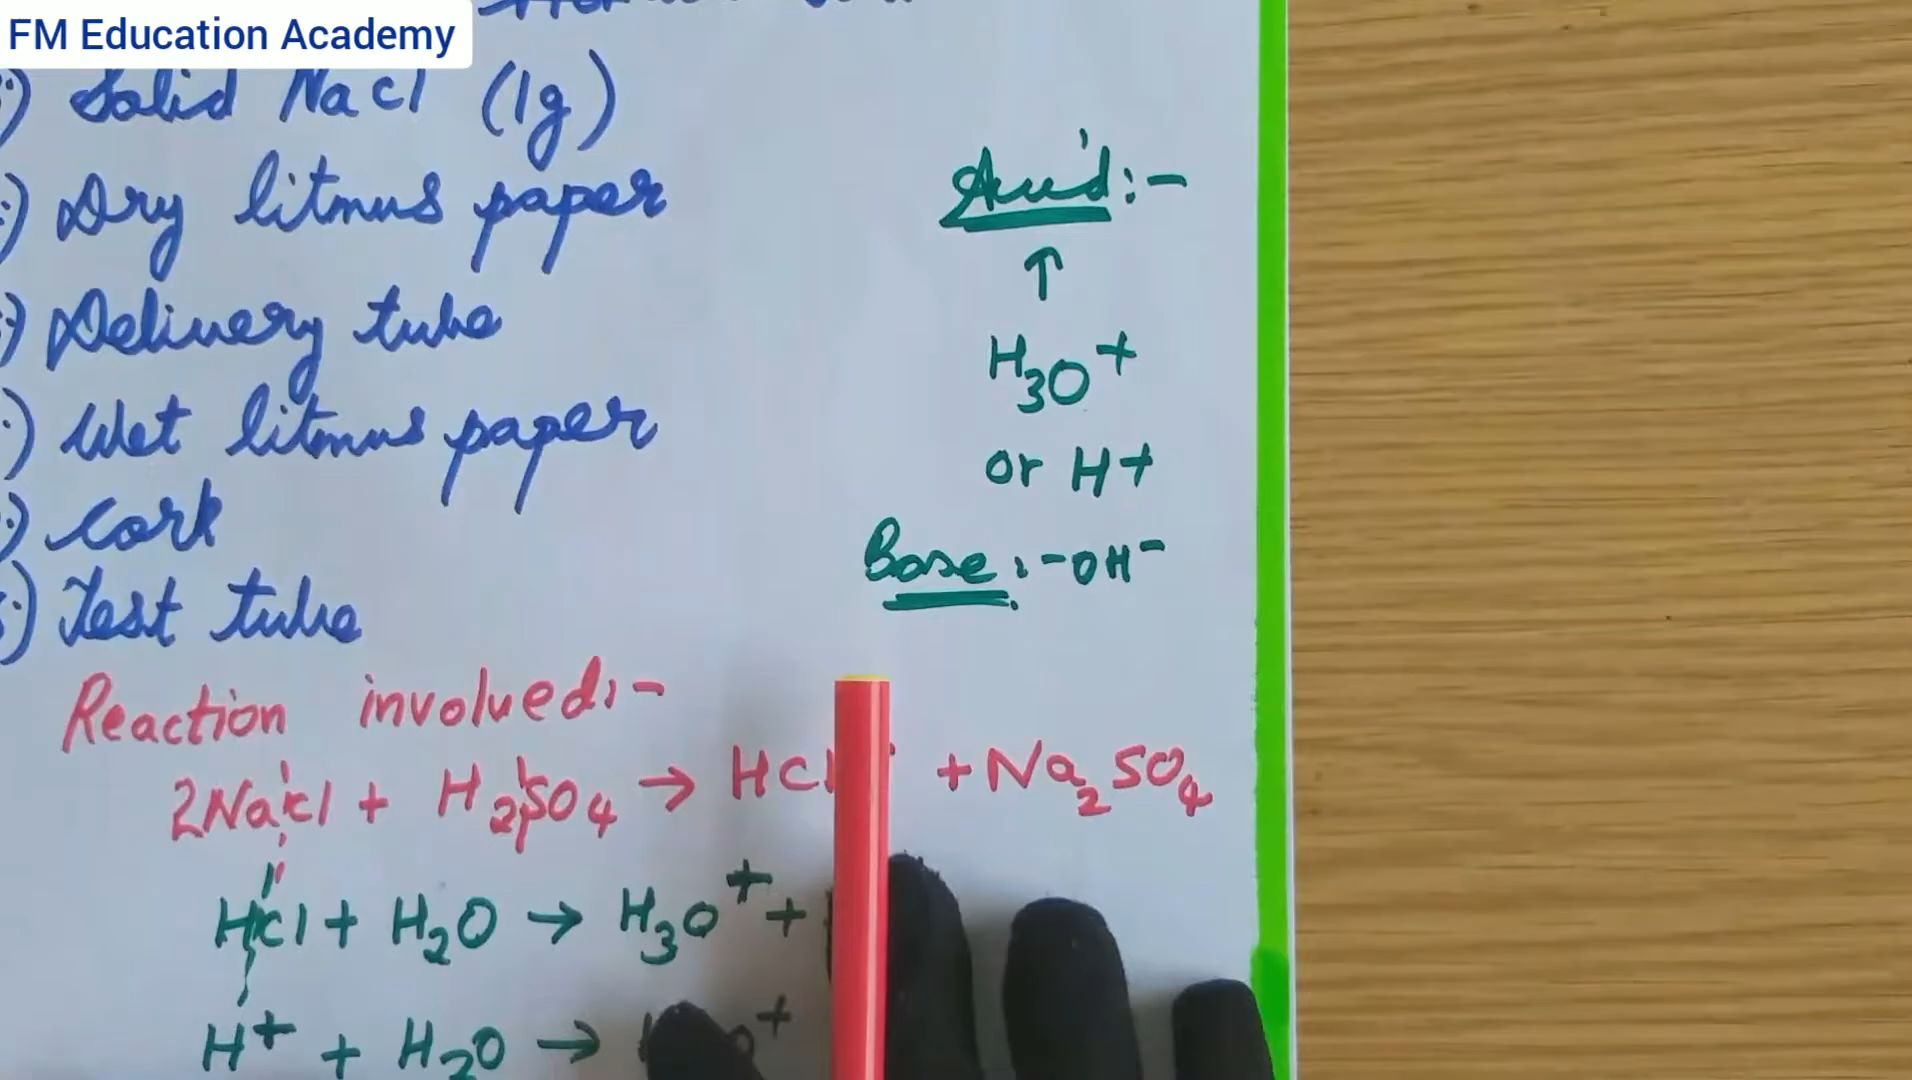 FM Education Academy
Solid NaCl (1g)
Dry litmus paper
Delivery tube
Wet litmus paper
Cork
Test tube
Acid:-
↑
H3O+
or H+
Base:-OH-
Reaction involved:-
2NaCl + H2SO4 → HCl + Na2SO4
HCl + H2O → H3O+ +
H+ + H2O →